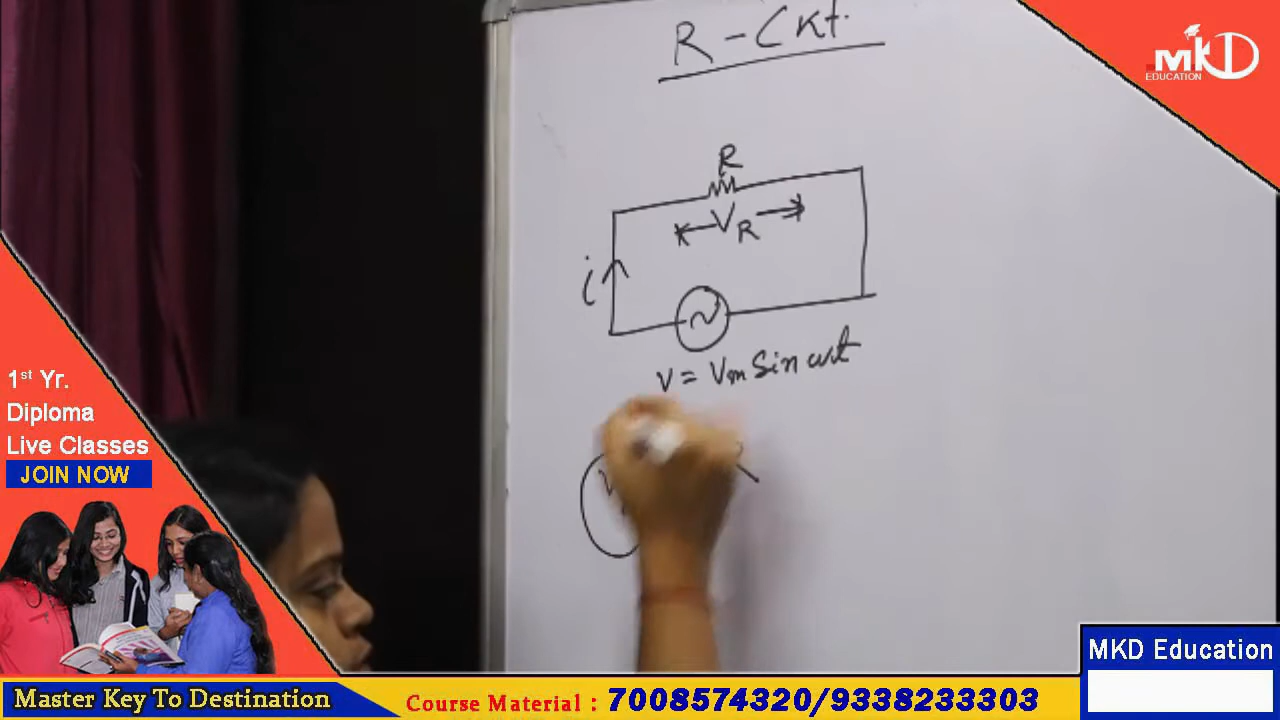 R - Ckt.
MKD
EDUCATION
R
V R
i
v = Vm Sin ωt
1st Yr.
Diploma
Live Classes
JOIN NOW
MKD Education
Master Key To Destination
Course Material : 7008574320/9338233303